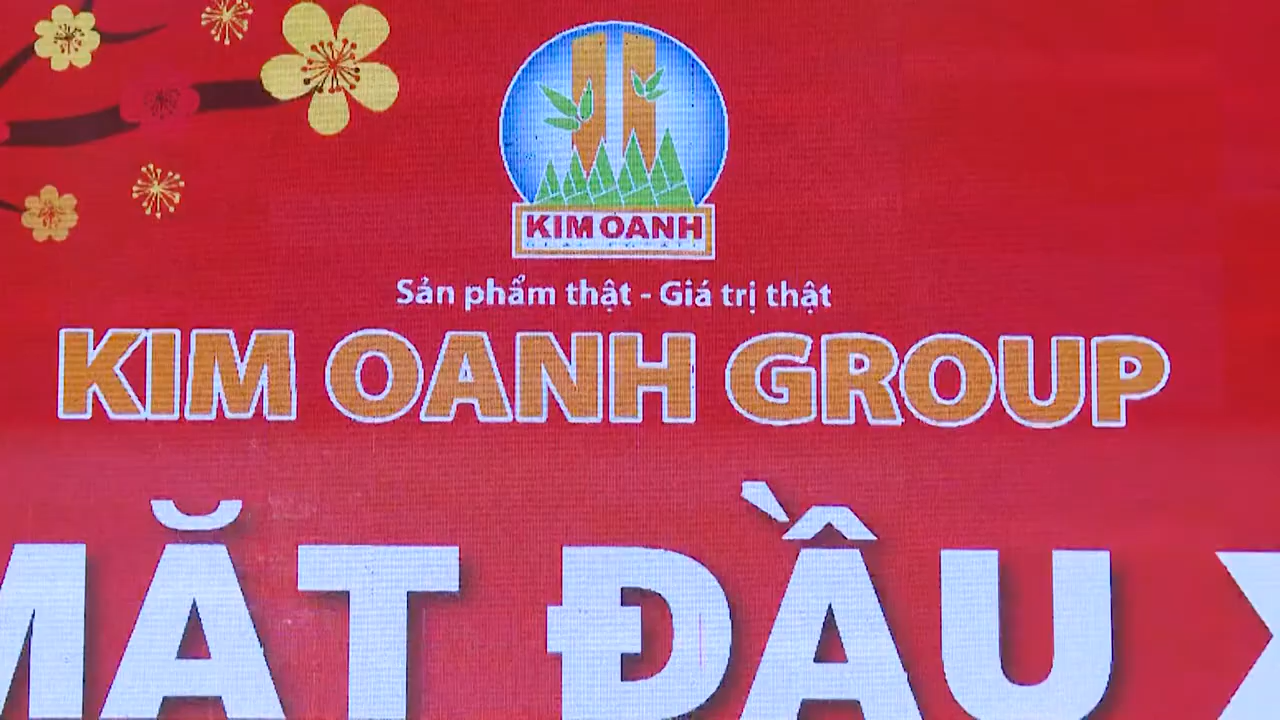 KIM OANH
Sản phẩm thật - Giá trị thật
KIM OANH GROUP
MẶT ĐẦU X